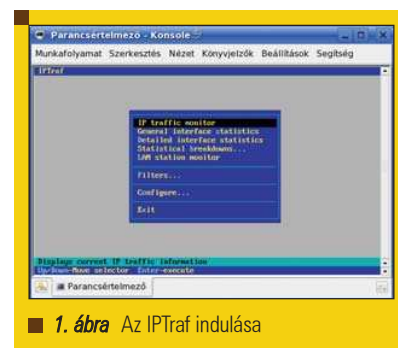 Parancsértelmező - Konsole
Munkafolyamat Szerkesztés Nézet Könyvjelzők Beállítások Segítség
IPTraf
IP traffic monitor
General interface statistics
Detailed interface statistics
Statistical breakdowns...
LAN station monitor
Filters...
Configure...
Exit
Displays current IP traffic information
Up/Down-Move selector Enter-execute
Parancsértelmező
1. ábra Az IPTraf indulása